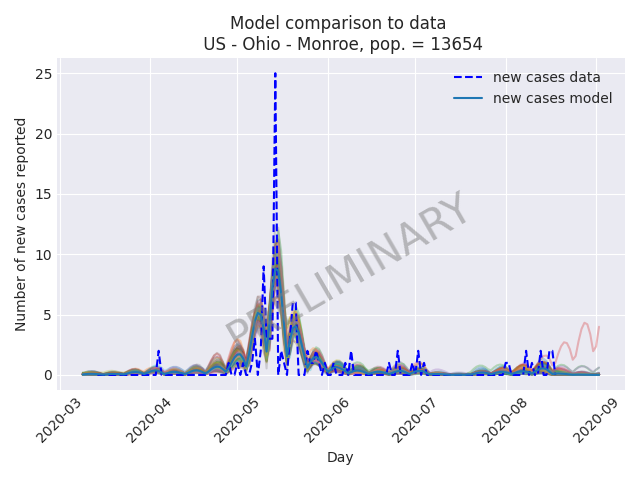 Model comparison to data
US - Ohio - Monroe, pop. = 13654
new cases data
new cases model
PRELIMINARY
Number of new cases reported
25
20
15
10
5
0
2020-03
2020-04
2020-05
2020-06
2020-07
2020-08
2020-09
Day